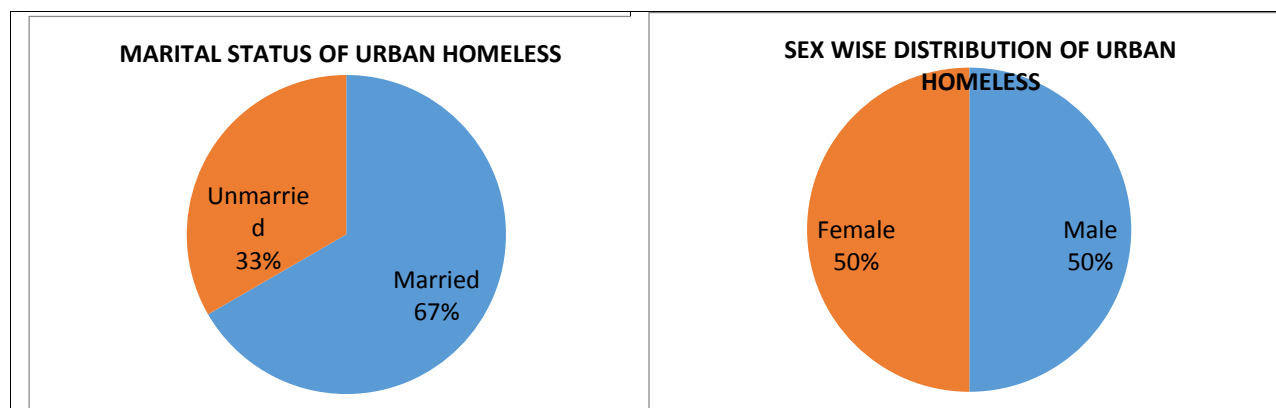 MARITAL STATUS OF URBAN HOMELESS
Unmarrie
d
33%
Married
67%
SEX WISE DISTRIBUTION OF URBAN
HOMELESS
Female
50%
Male
50%